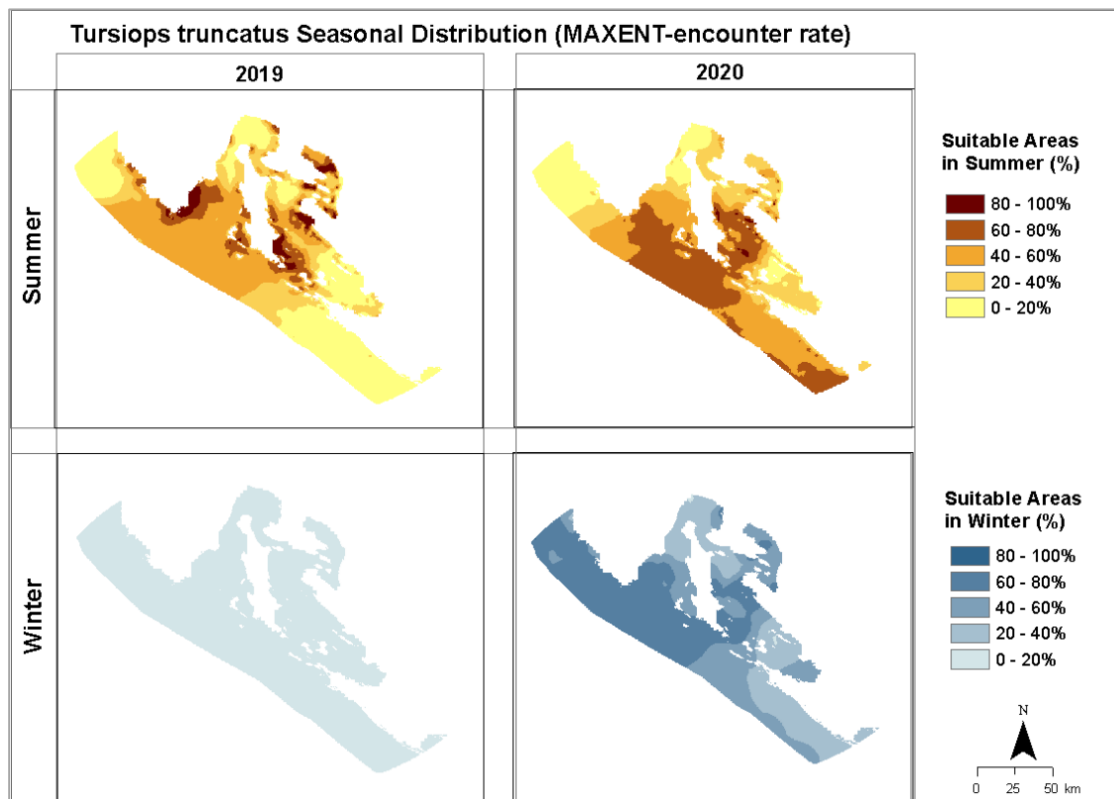 Tursiops truncatus Seasonal Distribution (MAXENT-encounter rate)
2019
2020
Summer
Suitable Areas
in Summer (%)
80 - 100%
60 - 80%
40 - 60%
20 - 40%
0 - 20%
Winter
Suitable Areas
in Winter (%)
80 - 100%
60 - 80%
40 - 60%
20 - 40%
0 - 20%
N
0 25 50 km